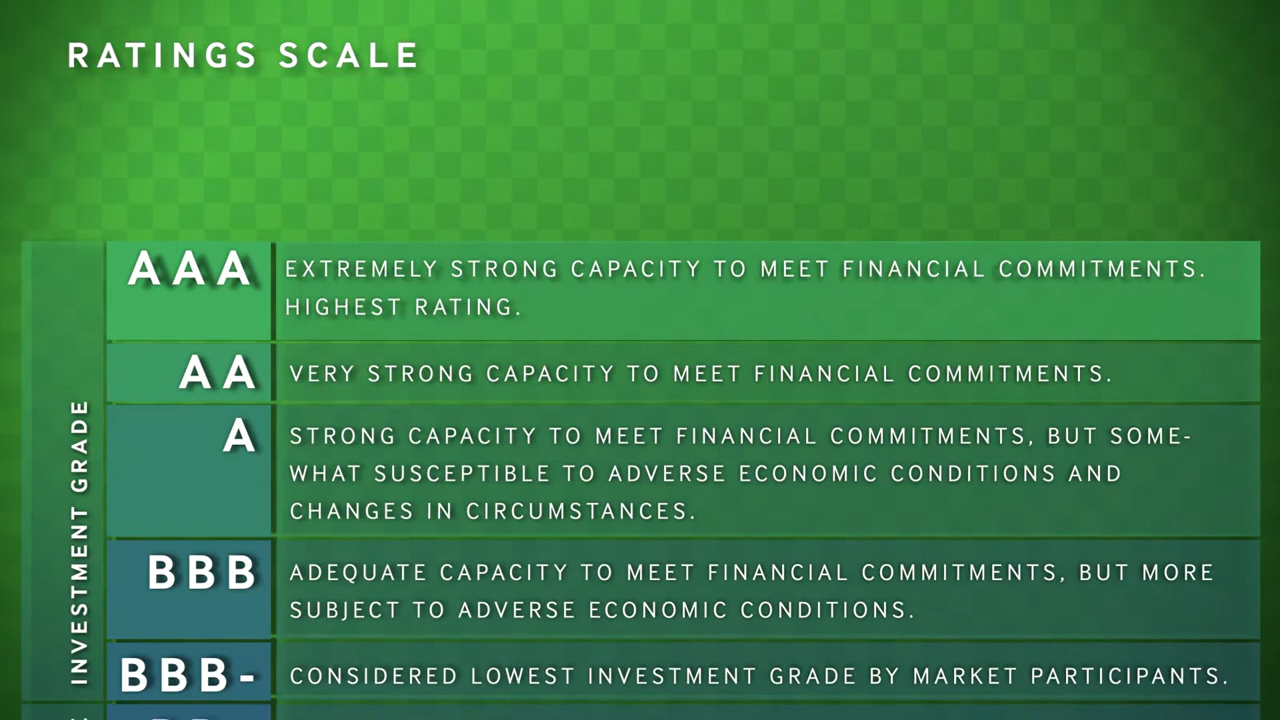 RATINGS SCALE
AAA
EXTREMELY STRONG CAPACITY TO MEET FINANCIAL COMMITMENTS.
HIGHEST RATING.
AA
VERY STRONG CAPACITY TO MEET FINANCIAL COMMITMENTS.
A
STRONG CAPACITY TO MEET FINANCIAL COMMITMENTS, BUT SOME-
WHAT SUSCEPTIBLE TO ADVERSE ECONOMIC CONDITIONS AND
CHANGES IN CIRCUMSTANCES.
BBB
ADEQUATE CAPACITY TO MEET FINANCIAL COMMITMENTS, BUT MORE
SUBJECT TO ADVERSE ECONOMIC CONDITIONS.
BBB-
CONSIDERED LOWEST INVESTMENT GRADE BY MARKET PARTICIPANTS.
INVESTMENT GRADE